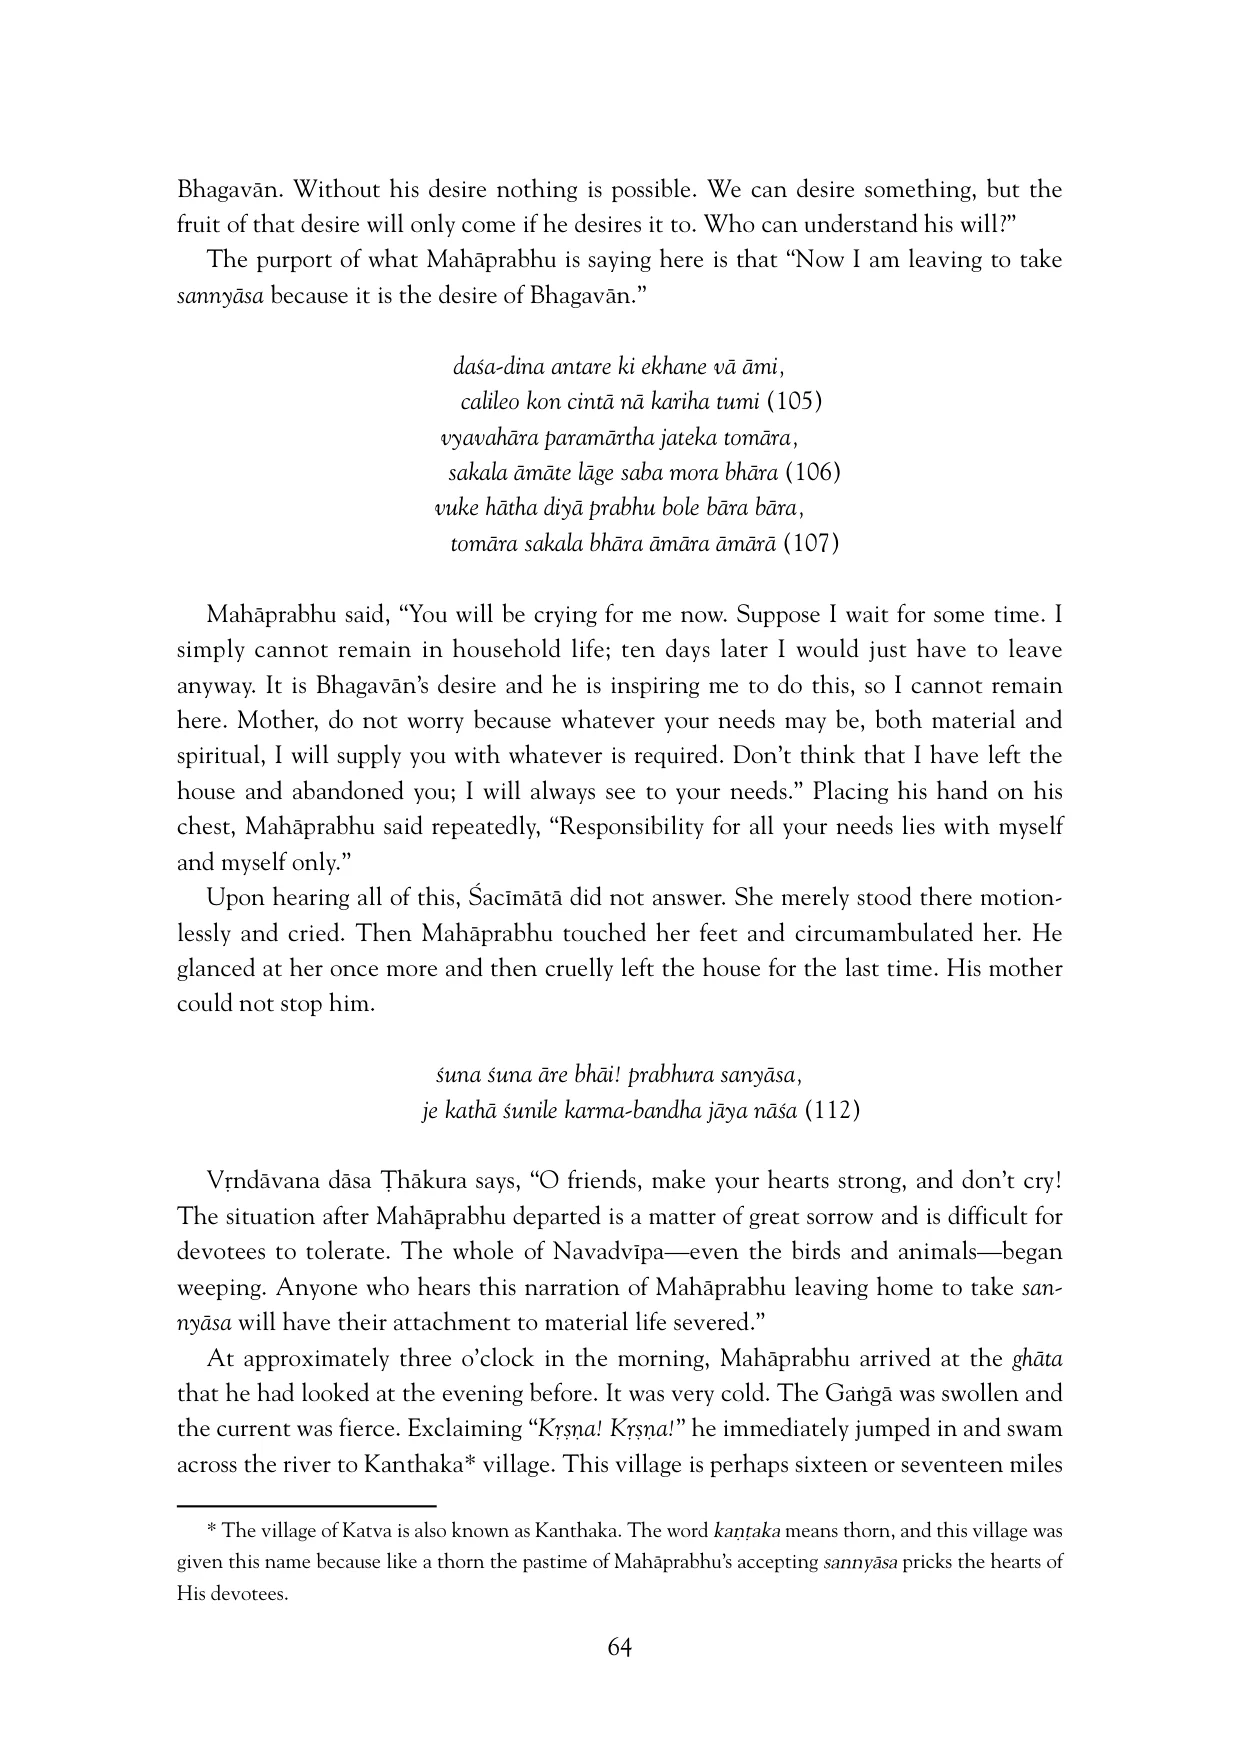 Bhagavān. Without his desire nothing is possible. We can desire something, but the
fruit of that desire will only come if he desires it to. Who can understand his will?”
The purport of what Mahāprabhu is saying here is that “Now I am leaving to take
sannyāsa because it is the desire of Bhagavān.”
daśa-dina antare ki ekhane vā āmi,
calileo kon cintā nā kariha tumi (105)
vyavahāra paramārtha jateka tomāra,
sakala āmāte lāge saba mora bhāra (106)
vuke hātha diyā prabhu bole bāra bāra,
tomāra sakala bhāra āmāra āmārā (107)
Mahāprabhu said, “You will be crying for me now. Suppose I wait for some time. I
simply cannot remain in household life; ten days later I would just have to leave
anyway. It is Bhagavān’s desire and he is inspiring me to do this, so I cannot remain
here. Mother, do not worry because whatever your needs may be, both material and
spiritual, I will supply you with whatever is required. Don’t think that I have left the
house and abandoned you; I will always see to your needs.” Placing his hand on his
chest, Mahāprabhu said repeatedly, “Responsibility for all your needs lies with myself
and myself only.”
Upon hearing all of this, Śacīmātā did not answer. She merely stood there motion-
lessly and cried. Then Mahāprabhu touched her feet and circumambulated her. He
glanced at her once more and then cruelly left the house for the last time. His mother
could not stop him.
śuna śuna āre bhāi! prabhura sanyāsa,
je kathā śunile karma-bandha jāya nāśa (112)
Vṛndāvana dāsa Ṭhākura says, “O friends, make your hearts strong, and don’t cry!
The situation after Mahāprabhu departed is a matter of great sorrow and is difficult for
devotees to tolerate. The whole of Navadvīpa—even the birds and animals—began
weeping. Anyone who hears this narration of Mahāprabhu leaving home to take san-
nyāsa will have their attachment to material life severed.”
At approximately three o’clock in the morning, Mahāprabhu arrived at the ghāta
that he had looked at the evening before. It was very cold. The Gaṅgā was swollen and
the current was fierce. Exclaiming “Kṛṣṇa! Kṛṣṇa!” he immediately jumped in and swam
across the river to Kanthaka* village. This village is perhaps sixteen or seventeen miles
* The village of Katva is also known as Kanthaka. The word kaṇṭaka means thorn, and this village was
given this name because like a thorn the pastime of Mahāprabhu’s accepting sannyāsa pricks the hearts of
His devotees.
64